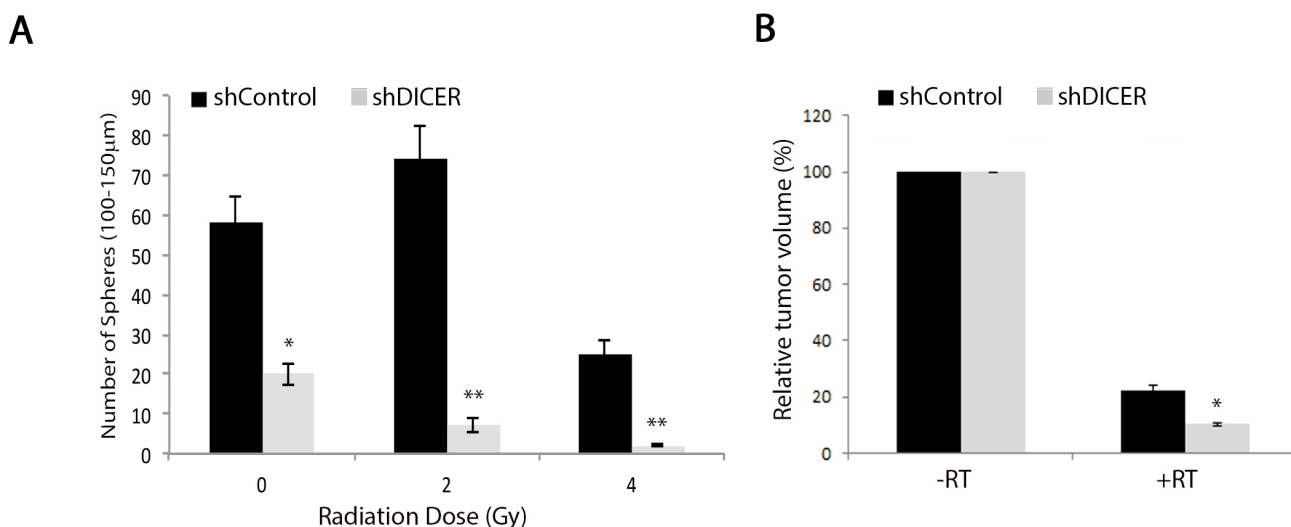 A
shControl shDICER
Number of Spheres (100-150μm)
90
80
70
60
50
40
30
20
10
0
*
**
**
0 2 4
Radiation Dose (Gy)
B
shControl shDICER
Relative tumor volume (%)
120
100
80
60
40
20
0
*
-RT +RT